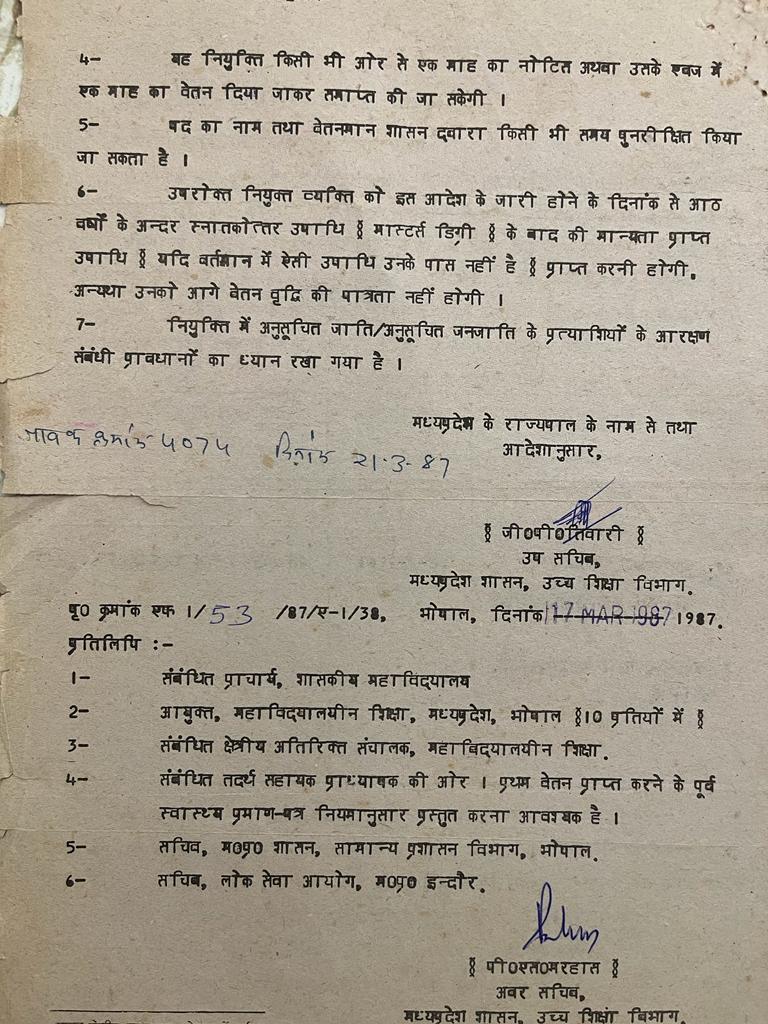 4- यह नियुक्ति किसी भी ओर से एक माह का नोटिस अथवा उसके एवज में
एक माह का वेतन दिया जाकर समाप्त की जा सकेगी ।
5- पद का नाम तथा वेतनमान शासन द्वारा किसी भी समय पुनरीक्षित किया
जा सकता है ।
6- उपरोक्त नियुक्त व्यक्ति को इस आदेश के जारी होने के दिनांक से आठ
वर्षों के अन्दर स्नातकोत्तर उपाधि § मास्टर्स डिग्री § के बाद की मान्यता प्राप्त
उपाधि § यदि वर्तमान में ऐसी उपाधि उनके पास नहीं है § प्राप्त करनी होगी,
अन्यथा उनको आगे वेतन वृद्धि की पात्रता नहीं होगी ।
7- नियुक्ति में अनुसूचित जाति/अनुसूचित जनजाति के प्रत्याशियों के आरक्षण
संबंधी प्रावधानों का ध्यान रखा गया है ।
मध्यप्रदेश के राज्यपाल के नाम से तथा
आदेशानुसार,
जावक क्रमांक 4074 दिनांक 21-3-87
§ जी0पी0तिवारी §
उप सचिव,
मध्यप्रदेश शासन, उच्च शिक्षा विभाग.
पृ0 क्रमांक एफ 1/53 /87/ए-1/38, भोपाल, दिनांक 17 MAR 1987 1987.
प्रतिलिपि :-
1- संबंधित प्राचार्य, शासकीय महाविद्यालय
2- आयुक्त, महाविद्यालयीन शिक्षा, मध्यप्रदेश, भोपाल §10 प्रतियों में §
3- संबंधित क्षेत्रीय अतिरिक्त संचालक, महाविद्यालयीन शिक्षा.
4- संबंधित तदर्थ सहायक प्राध्यापक की ओर । प्रथम वेतन प्राप्त करने के पूर्व
स्वास्थ्य प्रमाण-पत्र नियमानुसार प्रस्तुत करना आवश्यक है ।
5- सचिव, म0प्र0 शासन, सामान्य प्रशासन विभाग, भोपाल.
6- सचिव, लोक सेवा आयोग, म0प्र0 इन्दौर.
§ पी0एस0मरहास §
अवर सचिव,
मध्यप्रदेश शासन, उच्च शिक्षा विभाग.